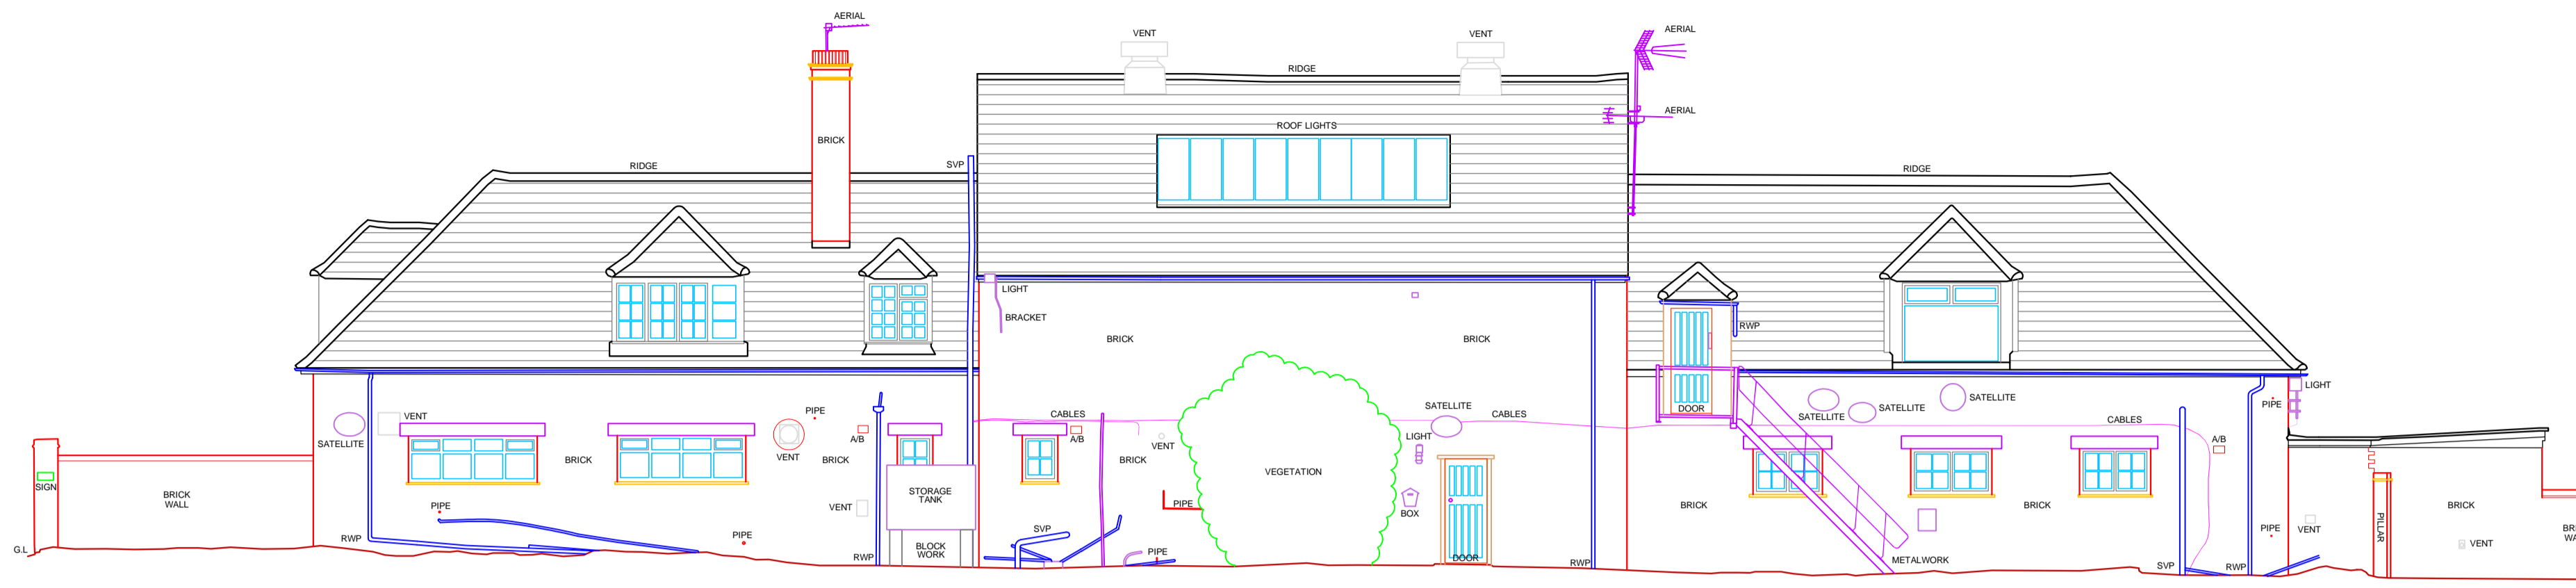 AERIAL
VENT
VENT
AERIAL
RIDGE
AERIAL
ROOF LIGHTS
BRICK
RIDGE
SVP
RIDGE
LIGHT
BRACKET
RWP
BRICK
BRICK
LIGHT
PIPE
SATELLITE
VENT
PIPE
A/B
CABLES
A/B
VENT
SATELLITE
CABLES
DOOR
SATELLITE
SATELLITE
SATELLITE
CABLES
A/B
LIGHT
VENT
BRICK
BRICK
BRICK
VEGETATION
SIGN
BRICK
WALL
STORAGE
TANK
PIPE
VENT
PIPE
BOX
BRICK
BRICK
BRICK
PILLAR
PIPE
RWP
SVP
PIPE
VENT
VENT
G.L
BLOCK
WORK
RWP
PIPE
DOOR
RWP
METALWORK
SVP
RWP